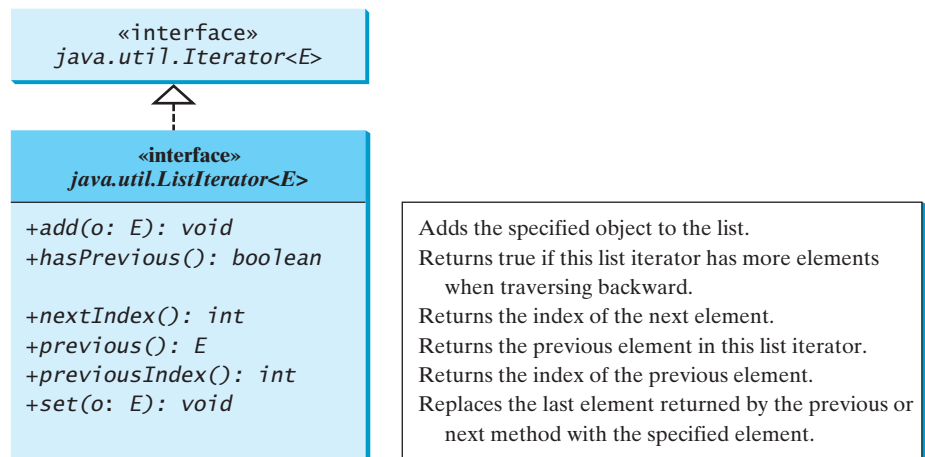 «interface»
java.util.Iterator<E>
«interface»
java.util.ListIterator<E>
+add(o: E): void
+hasPrevious(): boolean
+nextIndex(): int
+previous(): E
+previousIndex(): int
+set(o: E): void
Adds the specified object to the list.
Returns true if this list iterator has more elements
when traversing backward.
Returns the index of the next element.
Returns the previous element in this list iterator.
Returns the index of the previous element.
Replaces the last element returned by the previous or
next method with the specified element.